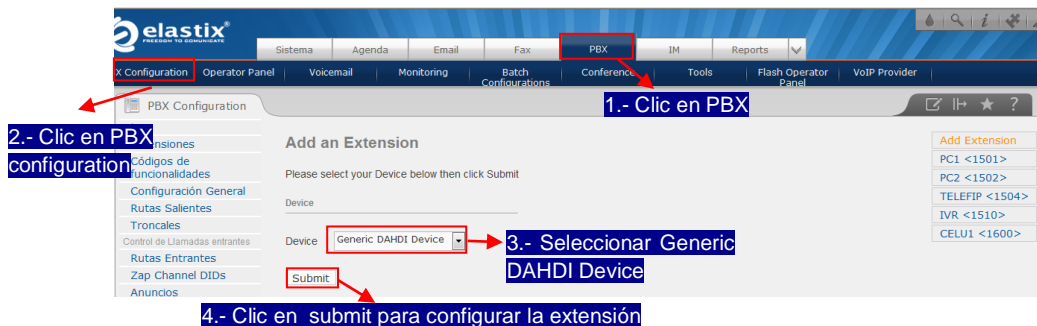 elastix®
FREEDOM TO COMMUNICATE
Sistema Agenda Email Fax PBX IM Reports
X Configuration Operator Panel Voicemail Monitoring Batch Configurations Conference Tools Flash Operator Panel VoIP Provider
PBX Configuration
1.- Clic en PBX
2.- Clic en PBX
configuration
nsiones
Códigos de
funcionalidades
Configuración General
Rutas Salientes
Troncales
Control de Llamadas entrantes
Rutas Entrantes
Zap Channel DIDs
Anuncios
Add an Extension
Please select your Device below then click Submit
Device
Device Generic DAHDI Device
3.- Seleccionar Generic
DAHDI Device
Submit
4.- Clic en submit para configurar la extensión
Add Extension
PC1 <1501>
PC2 <1502>
TELEFIP <1504>
IVR <1510>
CELU1 <1600>